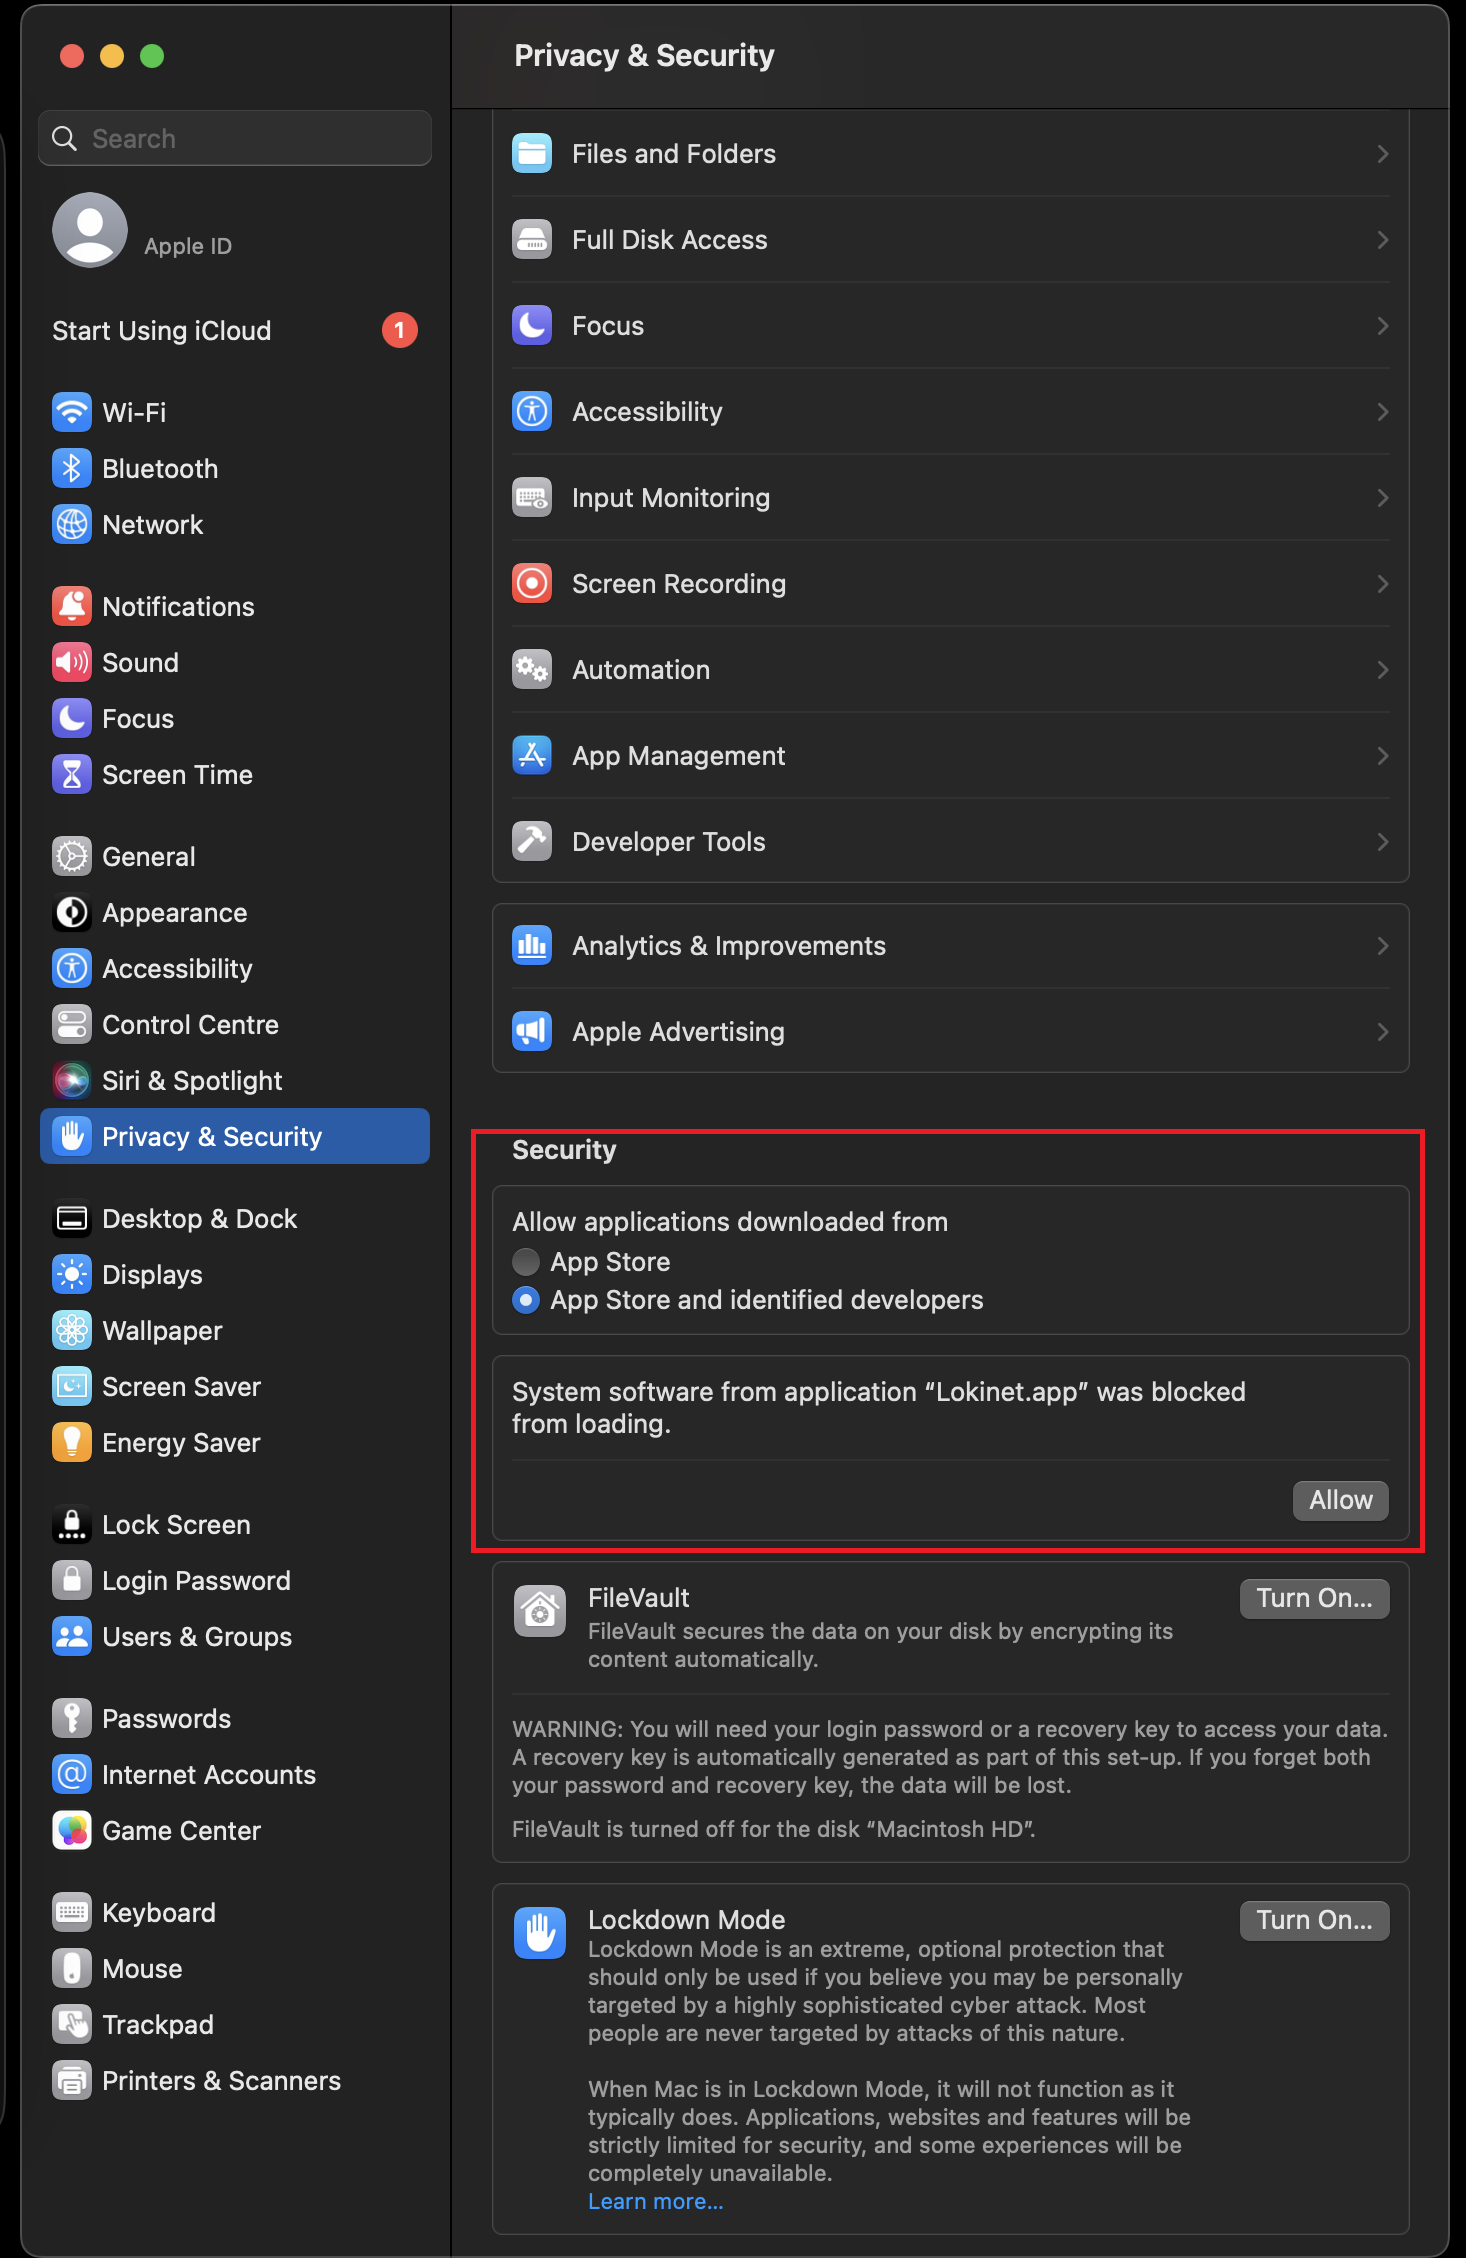 Search
Apple ID
Start Using iCloud
1
Wi-Fi
Bluetooth
Network
Notifications
Sound
Focus
Screen Time
General
Appearance
Accessibility
Control Centre
Siri & Spotlight
Privacy & Security
Desktop & Dock
Displays
Wallpaper
Screen Saver
Energy Saver
Lock Screen
Login Password
Users & Groups
Passwords
Internet Accounts
Game Center
Keyboard
Mouse
Trackpad
Printers & Scanners
Privacy & Security
Files and Folders
Full Disk Access
Focus
Accessibility
Input Monitoring
Screen Recording
Automation
App Management
Developer Tools
Analytics & Improvements
Apple Advertising
Security
Allow applications downloaded from
App Store
App Store and identified developers
System software from application “Lokinet.app” was blocked
from loading.
Allow
FileVault
Turn On...
FileVault secures the data on your disk by encrypting its
content automatically.
WARNING: You will need your login password or a recovery key to access your data.
A recovery key is automatically generated as part of this set-up. If you forget both
your password and recovery key, the data will be lost.
FileVault is turned off for the disk “Macintosh HD”.
Lockdown Mode
Turn On...
Lockdown Mode is an extreme, optional protection that
should only be used if you believe you may be personally
targeted by a highly sophisticated cyber attack. Most
people are never targeted by attacks of this nature.
When Mac is in Lockdown Mode, it will not function as it
typically does. Applications, websites and features will be
strictly limited for security, and some experiences will be
completely unavailable.
Learn more...